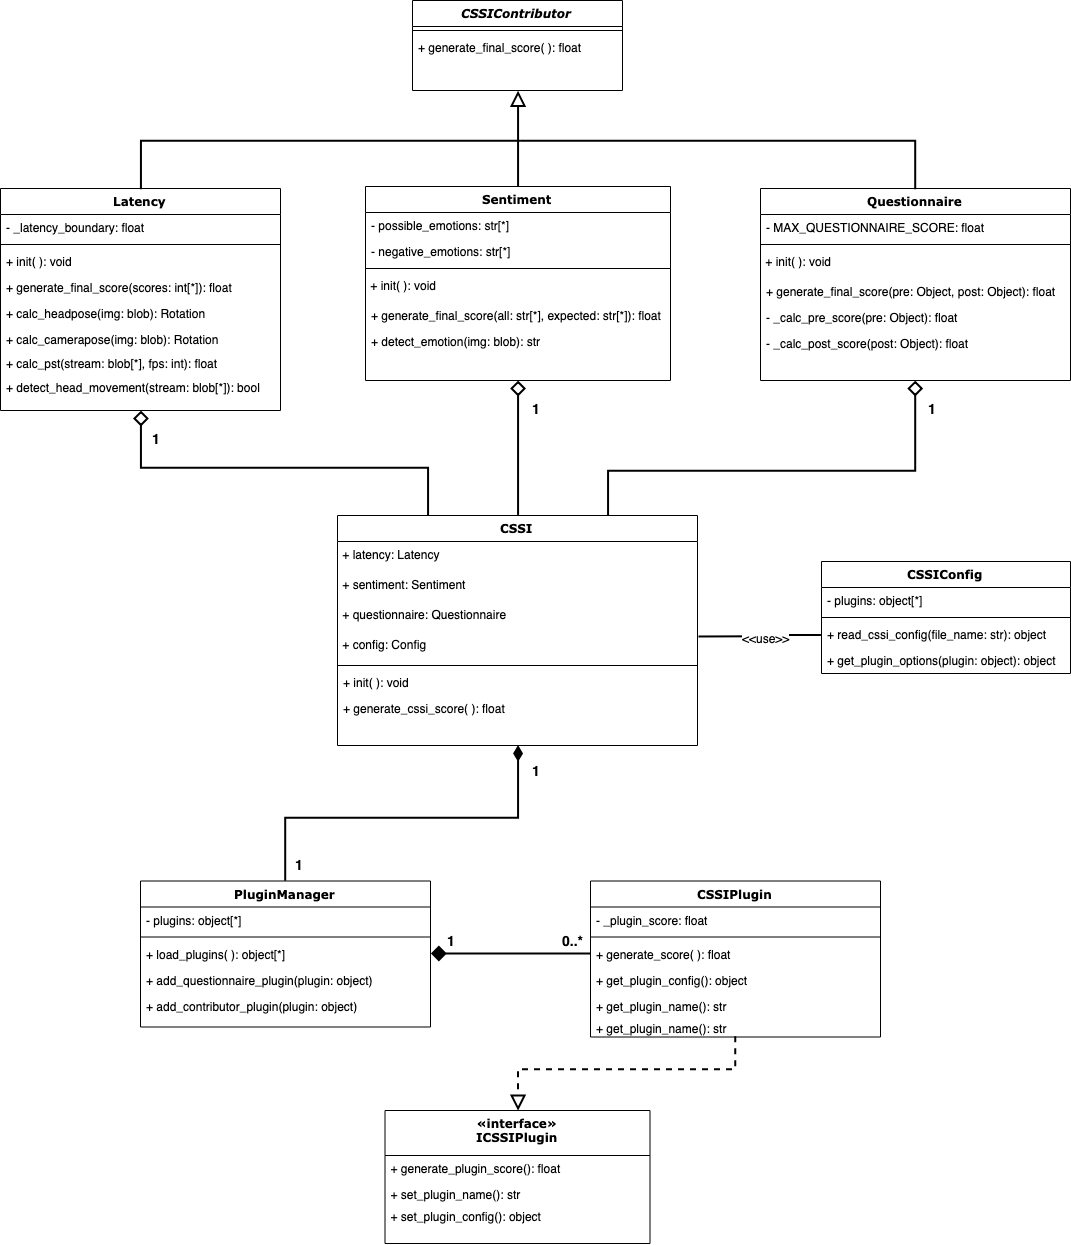 CSSIContributor
+ generate_final_score( ): float
Latency
- _latency_boundary: float
+ init( ): void
+ generate_final_score(scores: int[*]): float
+ calc_headpose(img: blob): Rotation
+ calc_camerapose(img: blob): Rotation
+ calc_pst(stream: blob[*], fps: int): float
+ detect_head_movement(stream: blob[*]): bool
1
Sentiment
- possible_emotions: str[*]
- negative_emotions: str[*]
+ init( ): void
+ generate_final_score(all: str[*], expected: str[*]): float
+ detect_emotion(img: blob): str
1
Questionnaire
- MAX_QUESTIONNAIRE_SCORE: float
+ init( ): void
+ generate_final_score(pre: Object, post: Object): float
- _calc_pre_score(pre: Object): float
- _calc_post_score(post: Object): float
1
CSSI
+ latency: Latency
+ sentiment: Sentiment
+ questionnaire: Questionnaire
+ config: Config
+ init( ): void
+ generate_cssi_score( ): float
<<use>>
CSSIConfig
- plugins: object[*]
+ read_cssi_config(file_name: str): object
+ get_plugin_options(plugin: object): object
1
1
PluginManager
- plugins: object[*]
+ load_plugins( ): object[*]
+ add_questionnaire_plugin(plugin: object)
+ add_contributor_plugin(plugin: object)
1
0..*
CSSIPlugin
- _plugin_score: float
+ generate_score( ): float
+ get_plugin_config(): object
+ get_plugin_name(): str
+ get_plugin_name(): str
«interface»
ICSSIPlugin
+ generate_plugin_score(): float
+ set_plugin_name(): str
+ set_plugin_config(): object